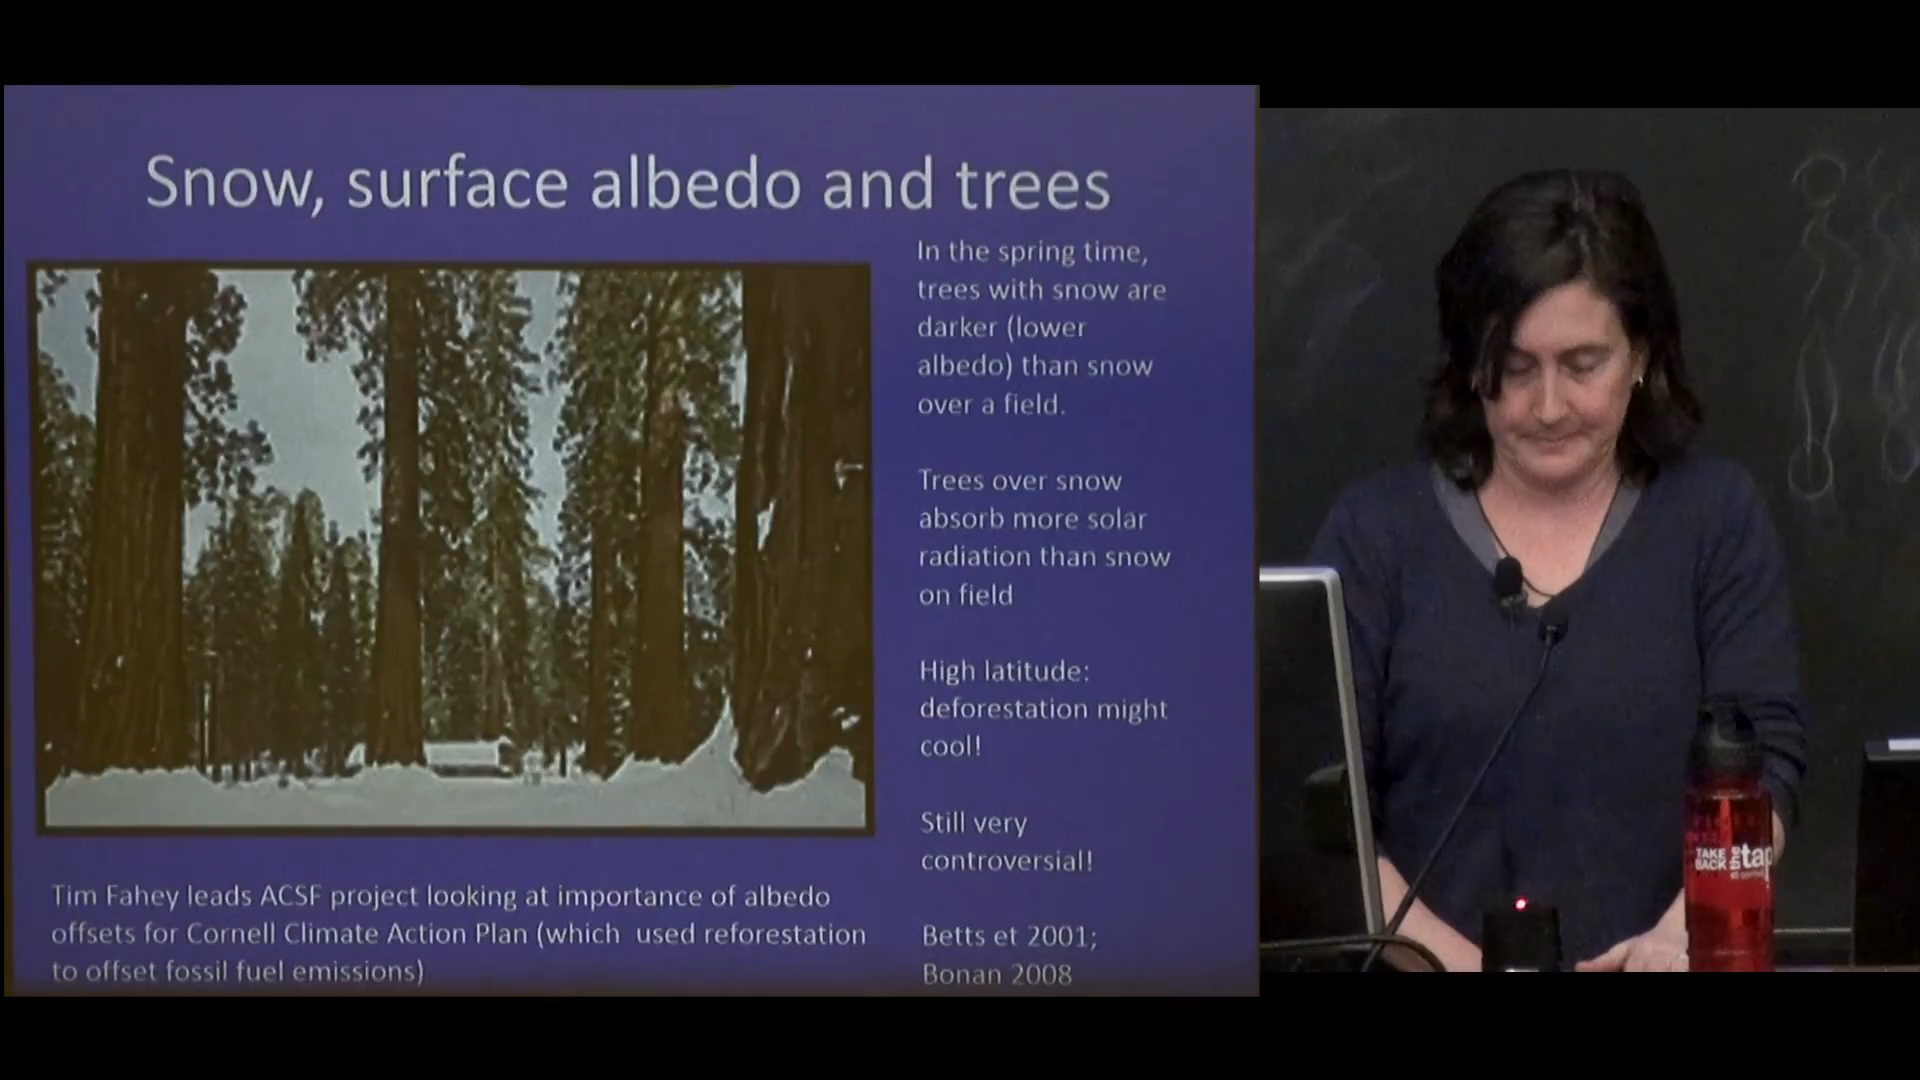 Snow, surface albedo and trees
In the spring time,
trees with snow are
darker (lower
albedo) than snow
over a field.
Trees over snow
absorb more solar
radiation than snow
on field
High latitude:
deforestation might
cool!
Still very
controversial!
Betts et 2001;
Bonan 2008
Tim Fahey leads ACSF project looking at importance of albedo
offsets for Cornell Climate Action Plan (which used reforestation
to offset fossil fuel emissions)
TAKE
BACK
the
tap